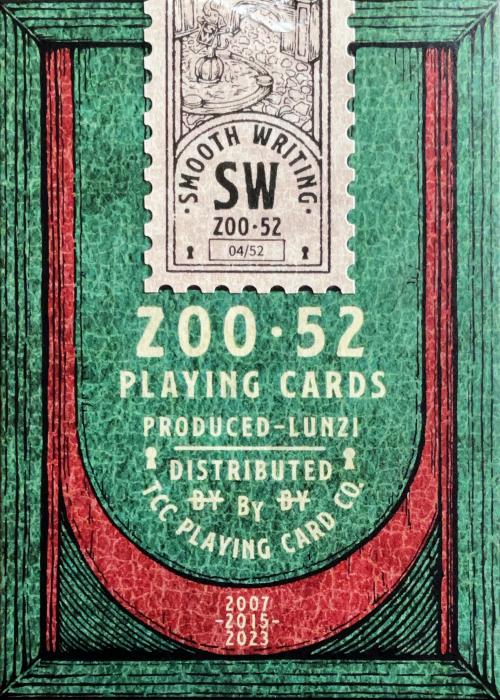 ·SMOOTH WRITING·
SW
ZOO·52
04/52
ZOO·52
PLAYING CARDS
PRODUCED-LUNZI
DISTRIBUTED
BY By BY
TCC PLAYING CARD CO.
2007
-2015-
2023